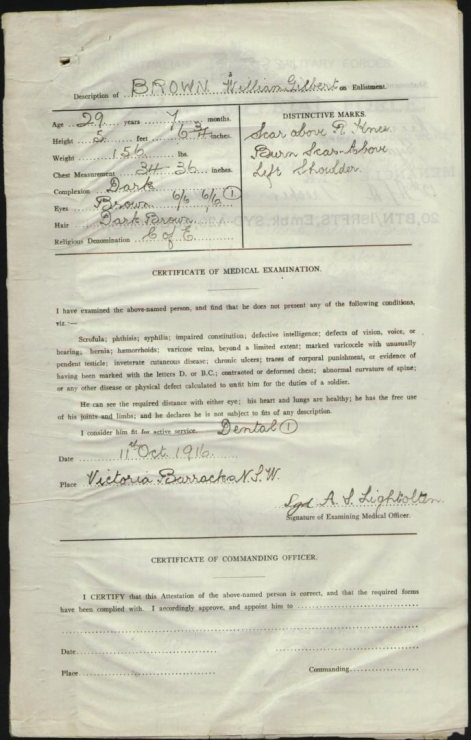 Description of BROWN William Gilbert on Enlistment.
Age 29 years 7 months.
Height 5 feet 6 3/4 inches.
Weight 156 lbs.
Chest Measurement 34 36 inches.
Complexion Dark
Eyes Brown 6/6 6/6 1
Hair Dark Brown
Religious Denomination C of E
DISTINCTIVE MARKS.
Scar above R Knee
Burn Scar Above
Left Shoulder.
CERTIFICATE OF MEDICAL EXAMINATION.
I have examined the above-named person, and find that he does not present any of the following conditions,
viz :—
Scrofula; phthisis; syphilis; impaired constitution; defective intelligence; defects of vision, voice, or
hearing; hernia; hæmorrhoids; varicose veins, beyond a limited extent; marked varicocele with unusually
pendent testicle; inveterate cutaneous disease; chronic ulcers; traces of corporal punishment, or evidence of
having been marked with the letters D. or B.C.; contracted or deformed chest; abnormal curvature of spine;
or any other disease or physical defect calculated to unfit him for the duties of a soldier.
He can see the required distance with either eye; his heart and lungs are healthy; he has the free use
of his joints and limbs; and he declares he is not subject to fits of any description.
I consider him fit for active service. Dental 1
Date 11th Oct. 1916
Place Victoria Barracks N.S.W.
Sgd A. S. Lightolten
Signature of Examining Medical Officer.
CERTIFICATE OF COMMANDING OFFICER.
I CERTIFY that this Attestation of the above-named person is correct, and that the required forms
have been complied with. I accordingly approve, and appoint him to
Date
Place Commanding